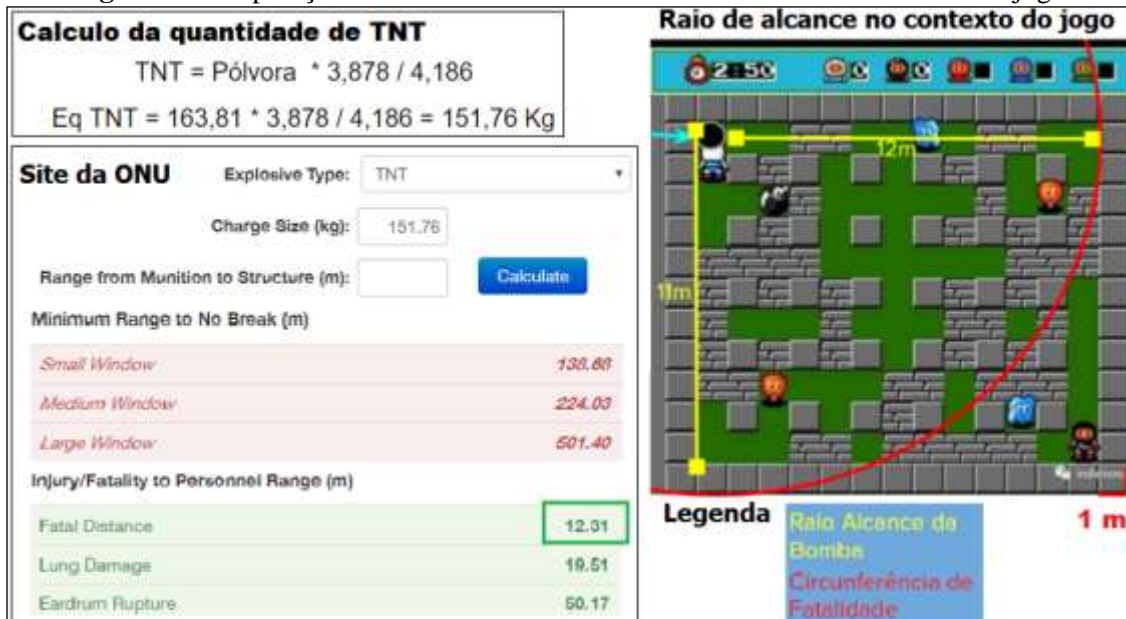 Calculo da quantidade de TNT
TNT = Pólvora * 3,878 / 4,186
Eq TNT = 163,81 * 3,878 / 4,186 = 151,76 Kg
Site da ONU
Explosive Type: TNT
Charge Size (kg): 151.76
Range from Munition to Structure (m): Calculate
Minimum Range to No Break (m)
Small Window 138.68
Medium Window 224.03
Large Window 501.40
Injury/Fatality to Personnel Range (m)
Fatal Distance 12.31
Lung Damage 19.51
Eardrum Rupture 50.17
Raio de alcance no contexto do jogo
2:50
12m
11m
Legenda
Raio Alcance da
Bomba
Circunferência de
Fatalidade
1 m